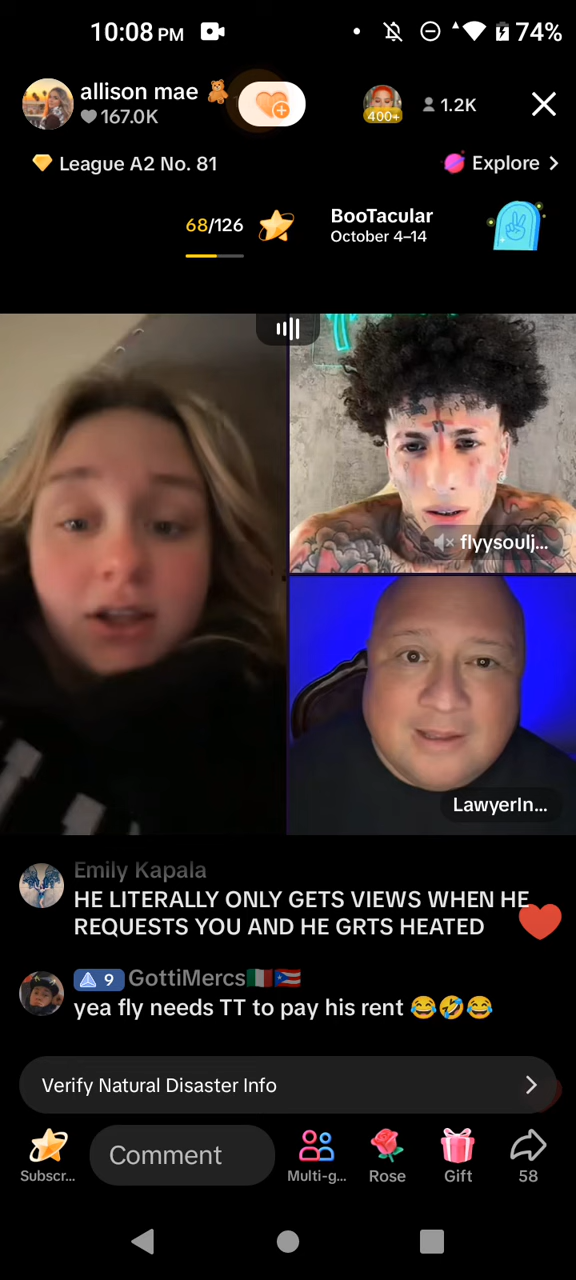 10:08 PM
74%
allison mae 🧸
167.0K
400+
1.2K
League A2 No. 81
Explore >
68/126
BooTacular
October 4–14
flyysoulj...
LawyerIn...
Emily Kapala
HE LITERALLY ONLY GETS VIEWS WHEN HE
REQUESTS YOU AND HE GRTS HEATED
9 GottiMercs🇮🇹🇵🇷
yea fly needs TT to pay his rent 😂🤣😂
Verify Natural Disaster Info
Comment
Subscr...
Multi-g...
Rose
Gift
58